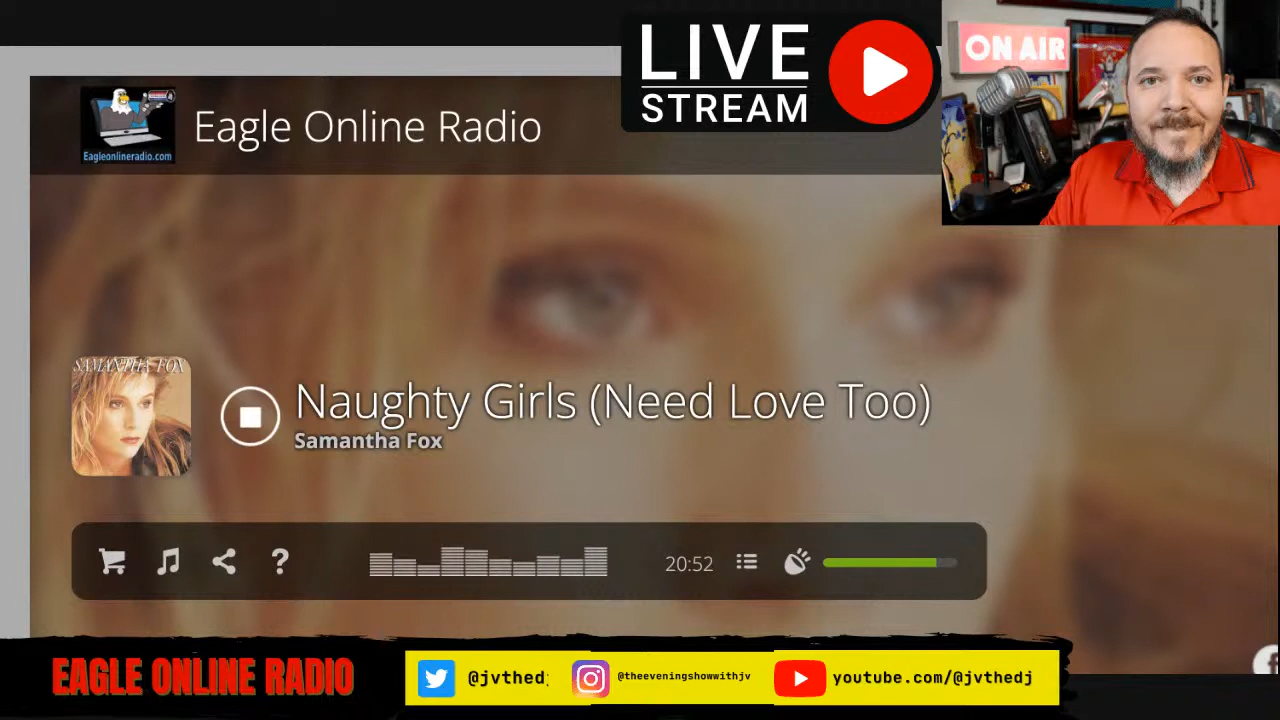 LIVE
STREAM
ON AIR
Eagleonlineradio.com
Eagle Online Radio
SAMANTHA FOX
Naughty Girls (Need Love Too)
Samantha Fox
20:52
EAGLE ONLINE RADIO
@jvthed
@theeveningshowwithjv
youtube.com/@jvthedj